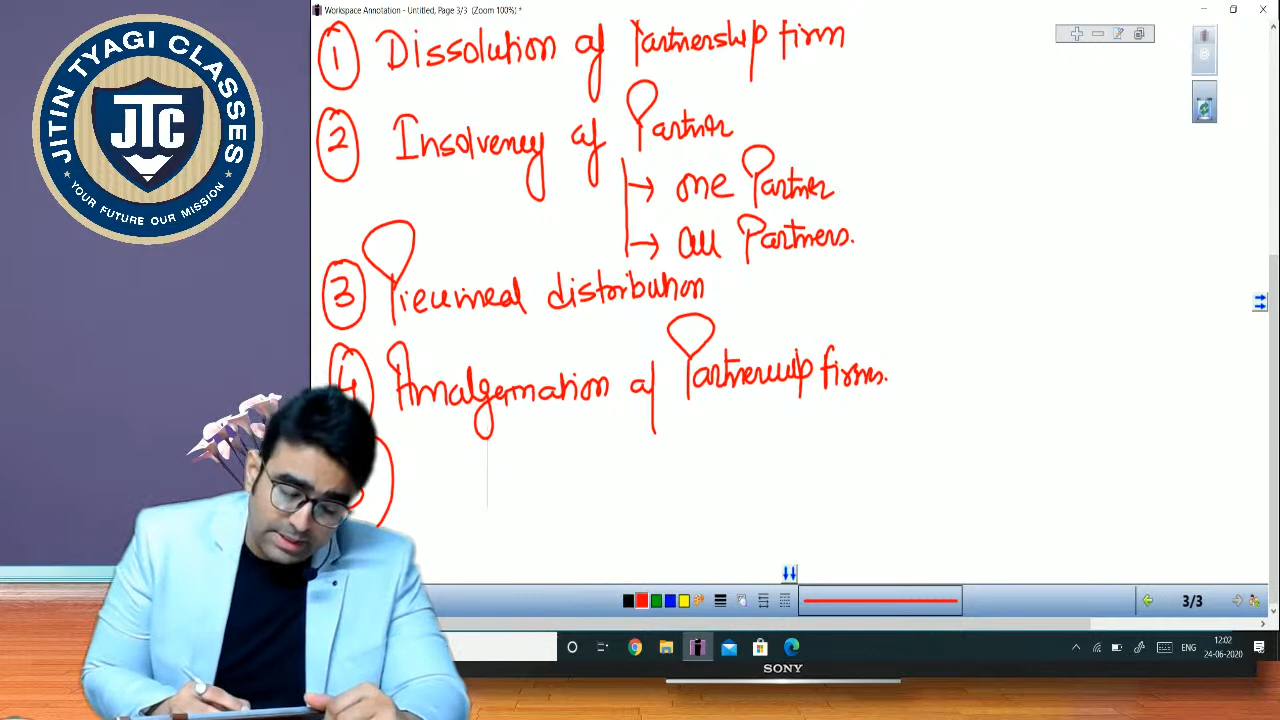 Workspace Annotation - Untitled, Page 3/3 (Zoom 100%) *
JITIN TYAGI CLASSES
JTC
YOUR FUTURE OUR MISSION
1 Dissolution of Partnership firm
2 Insolvency of Partner
→ one Partner
→ all Partners.
3 Piecemeal distribution
4 Amalgermation of Partnership firms.
3/3
12:02
ENG
24-06-2020
SONY